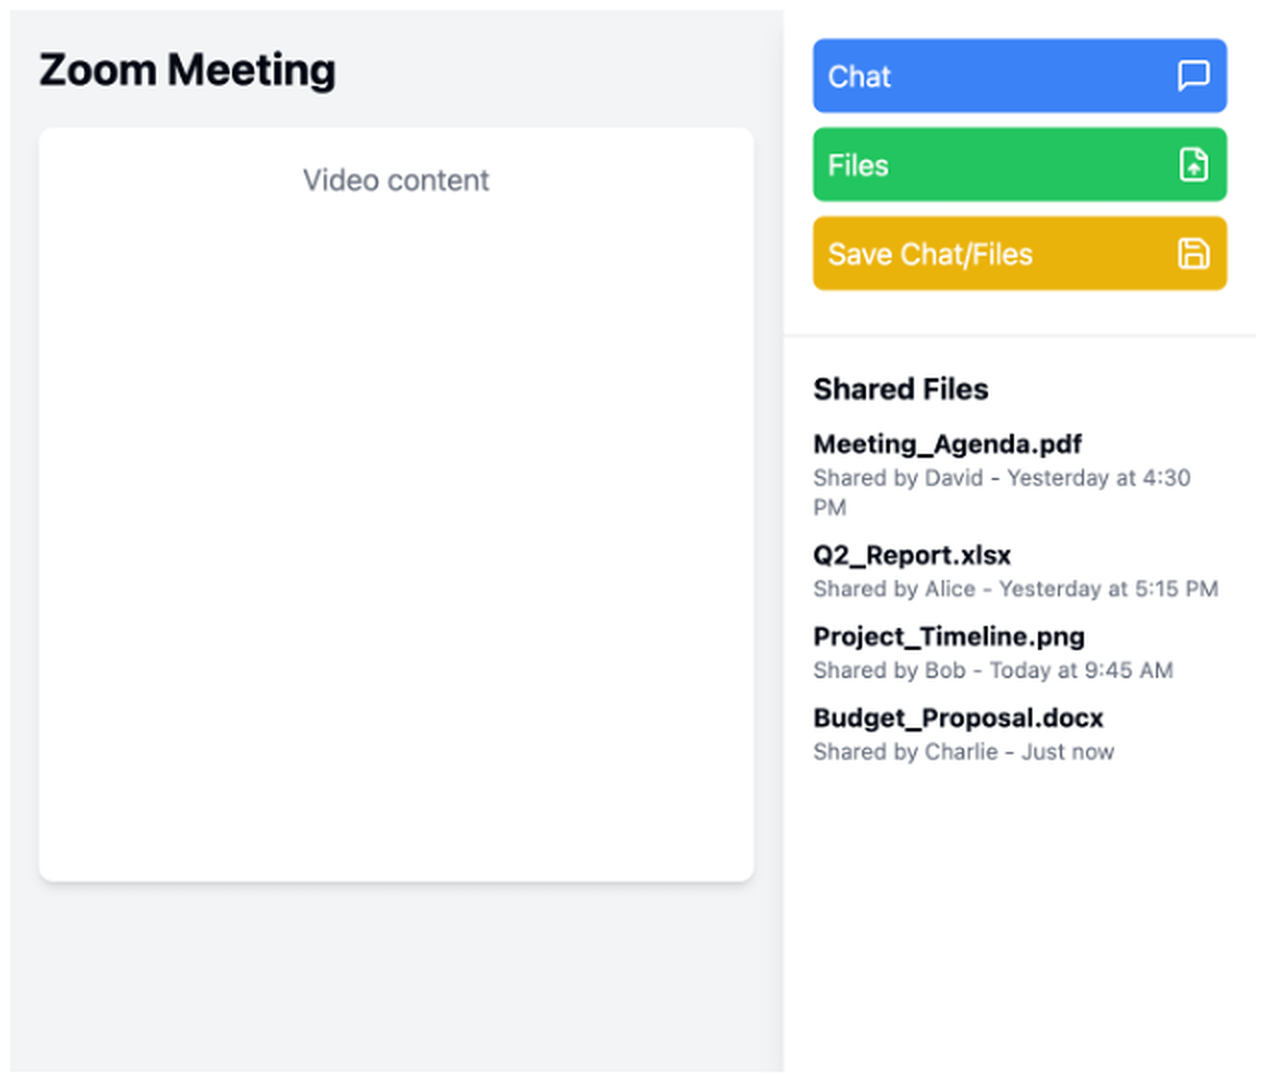 Zoom Meeting
Video content
Chat
Files
Save Chat/Files
Shared Files
Meeting_Agenda.pdf
Shared by David - Yesterday at 4:30
PM
Q2_Report.xlsx
Shared by Alice - Yesterday at 5:15 PM
Project_Timeline.png
Shared by Bob - Today at 9:45 AM
Budget_Proposal.docx
Shared by Charlie - Just now